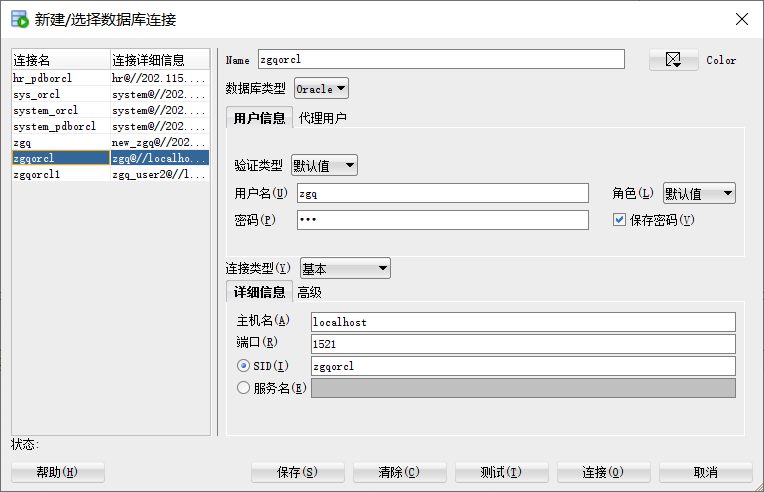 新建/选择数据库连接
连接名 连接详细信息
hr_pdborcl hr@//202.115....
sys_orcl system@//202....
system_orcl system@//202....
system_pdborcl system@//202....
zgq new_zgq@//202...
zgqorcl zgq@//localho...
zgqorcl1 zgq_user2@//l...
Name zgqorcl Color
数据库类型 Oracle
用户信息 代理用户
验证类型 默认值
用户名(U) zgq 角色(L) 默认值
密码(P) ••• 保存密码(V)
连接类型(Y) 基本
详细信息 高级
主机名(A) localhost
端口(R) 1521
SID(I) zgqorcl
服务名(E)
状态:
帮助(H) 保存(S) 清除(C) 测试(T) 连接(O) 取消